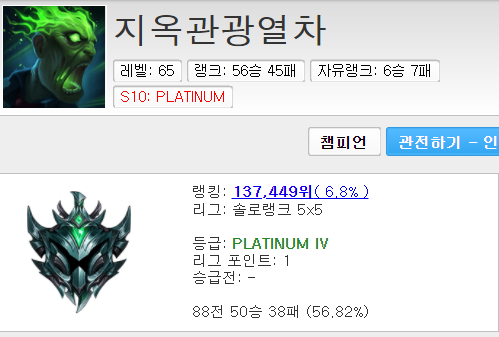 지옥관광열차
레벨: 65 랭크: 56승 45패 자유랭크: 6승 7패
S10: PLATINUM
챔피언 관전하기 - 인
랭킹: 137,449위( 6.8% )
리그: 솔로랭크 5x5
등급: PLATINUM IV
리그 포인트: 1
승급전: -
88전 50승 38패 (56.82%)